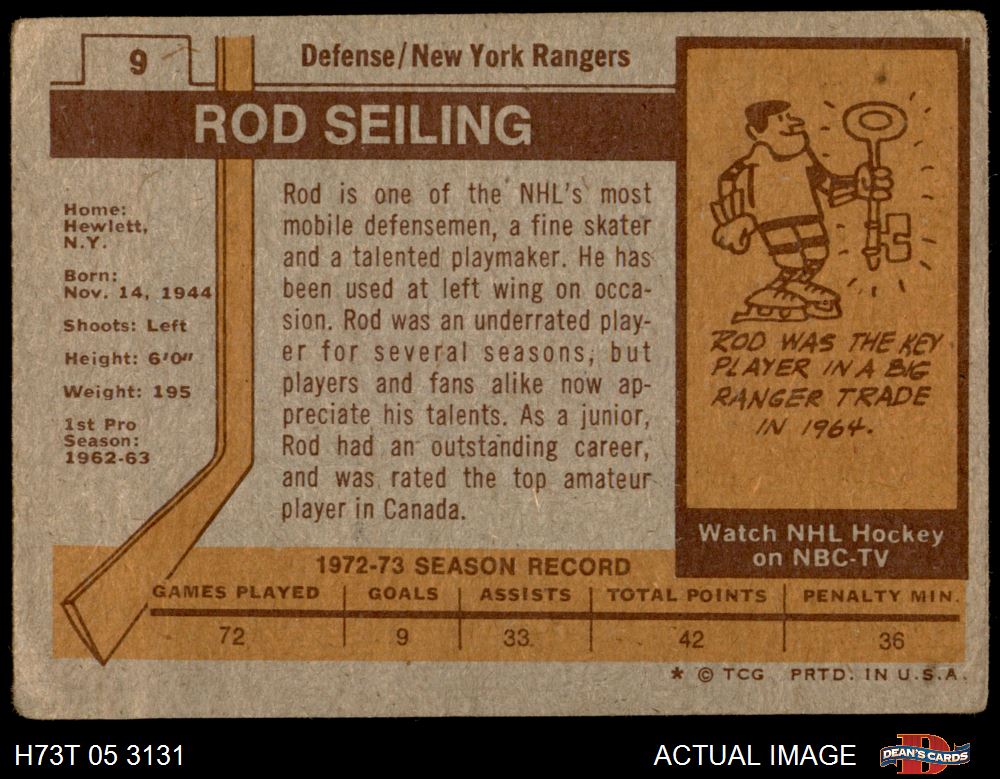 9
Defense/New York Rangers
ROD SEILING
Home:
Hewlett,
N.Y.
Born:
Nov. 14, 1944
Shoots: Left
Height: 6'0"
Weight: 195
1st Pro
Season:
1962-63
Rod is one of the NHL's most
mobile defensemen, a fine skater
and a talented playmaker. He has
been used at left wing on occa-
sion. Rod was an underrated play-
er for several seasons, but
players and fans alike now ap-
preciate his talents. As a junior,
Rod had an outstanding career,
and was rated the top amateur
player in Canada.
ROD WAS THE KEY
PLAYER IN A BIG
RANGER TRADE
IN 1964.
Watch NHL Hockey
on NBC-TV
1972-73 SEASON RECORD
GAMES PLAYED GOALS ASSISTS TOTAL POINTS PENALTY MIN.
72 9 33 42 36
* © TCG PRTD. IN U.S.A.
H73T 05 3131
ACTUAL IMAGE
D
DEAN'S CARDS